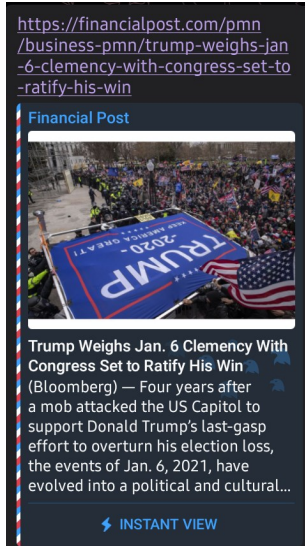 https://financialpost.com/pmn
/business-pmn/trump-weighs-jan
-6-clemency-with-congress-set-to
-ratify-his-win
Financial Post
KEEP AMERICA GREAT!
-2020-
TRUMP
Trump Weighs Jan. 6 Clemency With
Congress Set to Ratify His Win
(Bloomberg) — Four years after
a mob attacked the US Capitol to
support Donald Trump’s last-gasp
effort to overturn his election loss,
the events of Jan. 6, 2021, have
evolved into a political and cultural...
INSTANT VIEW